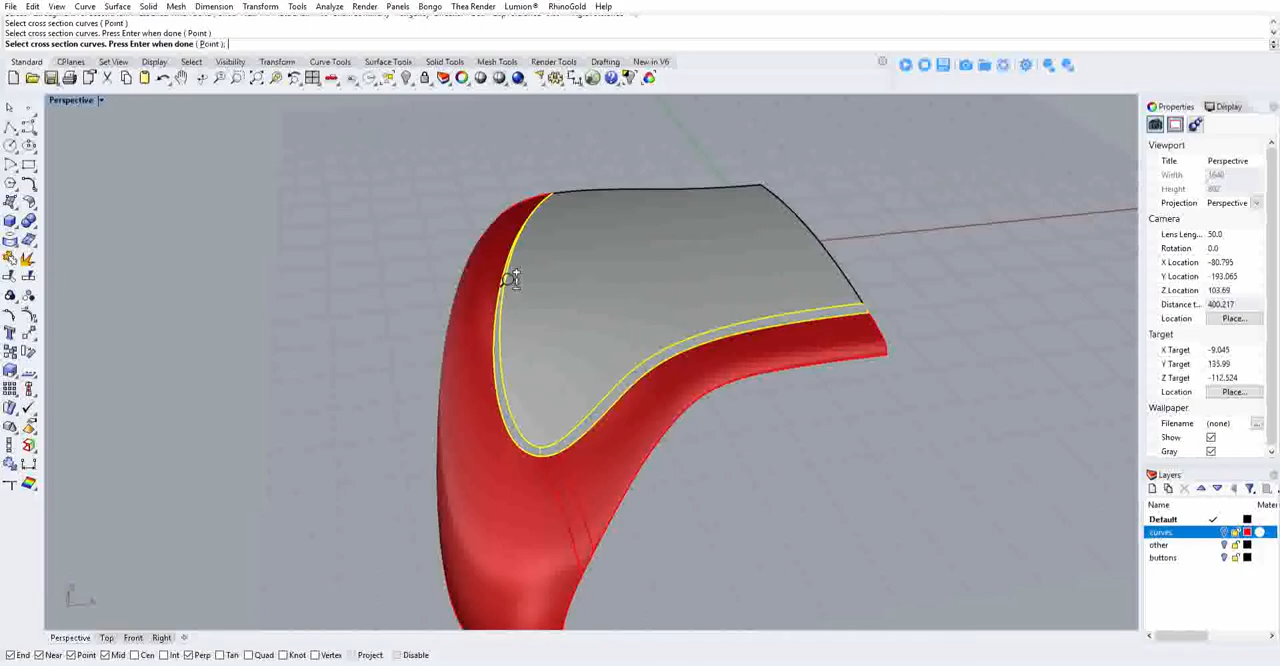 File Edit View Curve Surface Solid Mesh Dimension Transform Tools Analyze Render Panels Bongo Thea Render Lumion® RhinoGold Help
Select cross section curves ( Point )
Select cross section curves. Press Enter when done ( Point )
Select cross section curves. Press Enter when done ( Point ):
Standard CPlanes Set View Display Select Viewport Layout Visibility Transform Curve Tools Surface Tools Solid Tools Mesh Tools Render Tools Drafting New in V6
Perspective
Properties Display
Viewport
Title Perspective
Width 1640
Height 802
Projection Perspective
Camera
Lens Leng... 50.0
Rotation 0.0
X Location -80.795
Y Location -193.065
Z Location 103.69
Distance t... 400.217
Location Place...
Target
X Target -9.045
Y Target 135.99
Z Target -112.524
Location Place...
Wallpaper
Filename (none)
Show
Gray
Layers
Name Mater
Default
curves
other
buttons
Perspective Top Front Right
End Near Point Mid Cen Int Perp Tan Quad Knot Vertex Project Disable